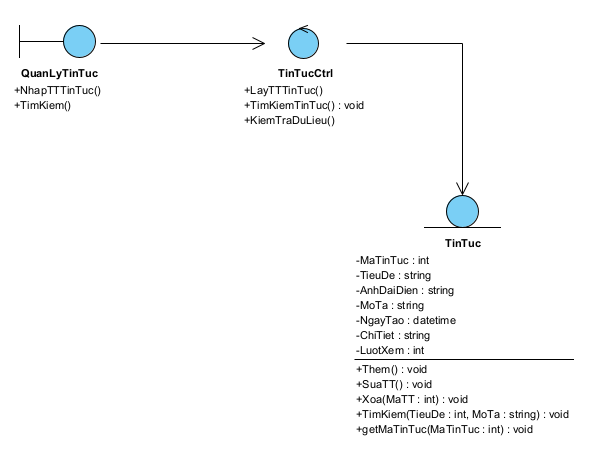 QuanLyTinTuc
+NhapTTTinTuc()
+TimKiem()
TinTucCtrl
+LayTTTinTuc()
+TimKiemTinTuc() : void
+KiemTraDuLieu()
TinTuc
-MaTinTuc : int
-TieuDe : string
-AnhDaiDien : string
-MoTa : string
-NgayTao : datetime
-ChiTiet : string
-LuotXem : int
+Them() : void
+SuaTT() : void
+Xoa(MaTT : int) : void
+TimKiem(TieuDe : int, MoTa : string) : void
+getMaTinTuc(MaTinTuc : int) : void